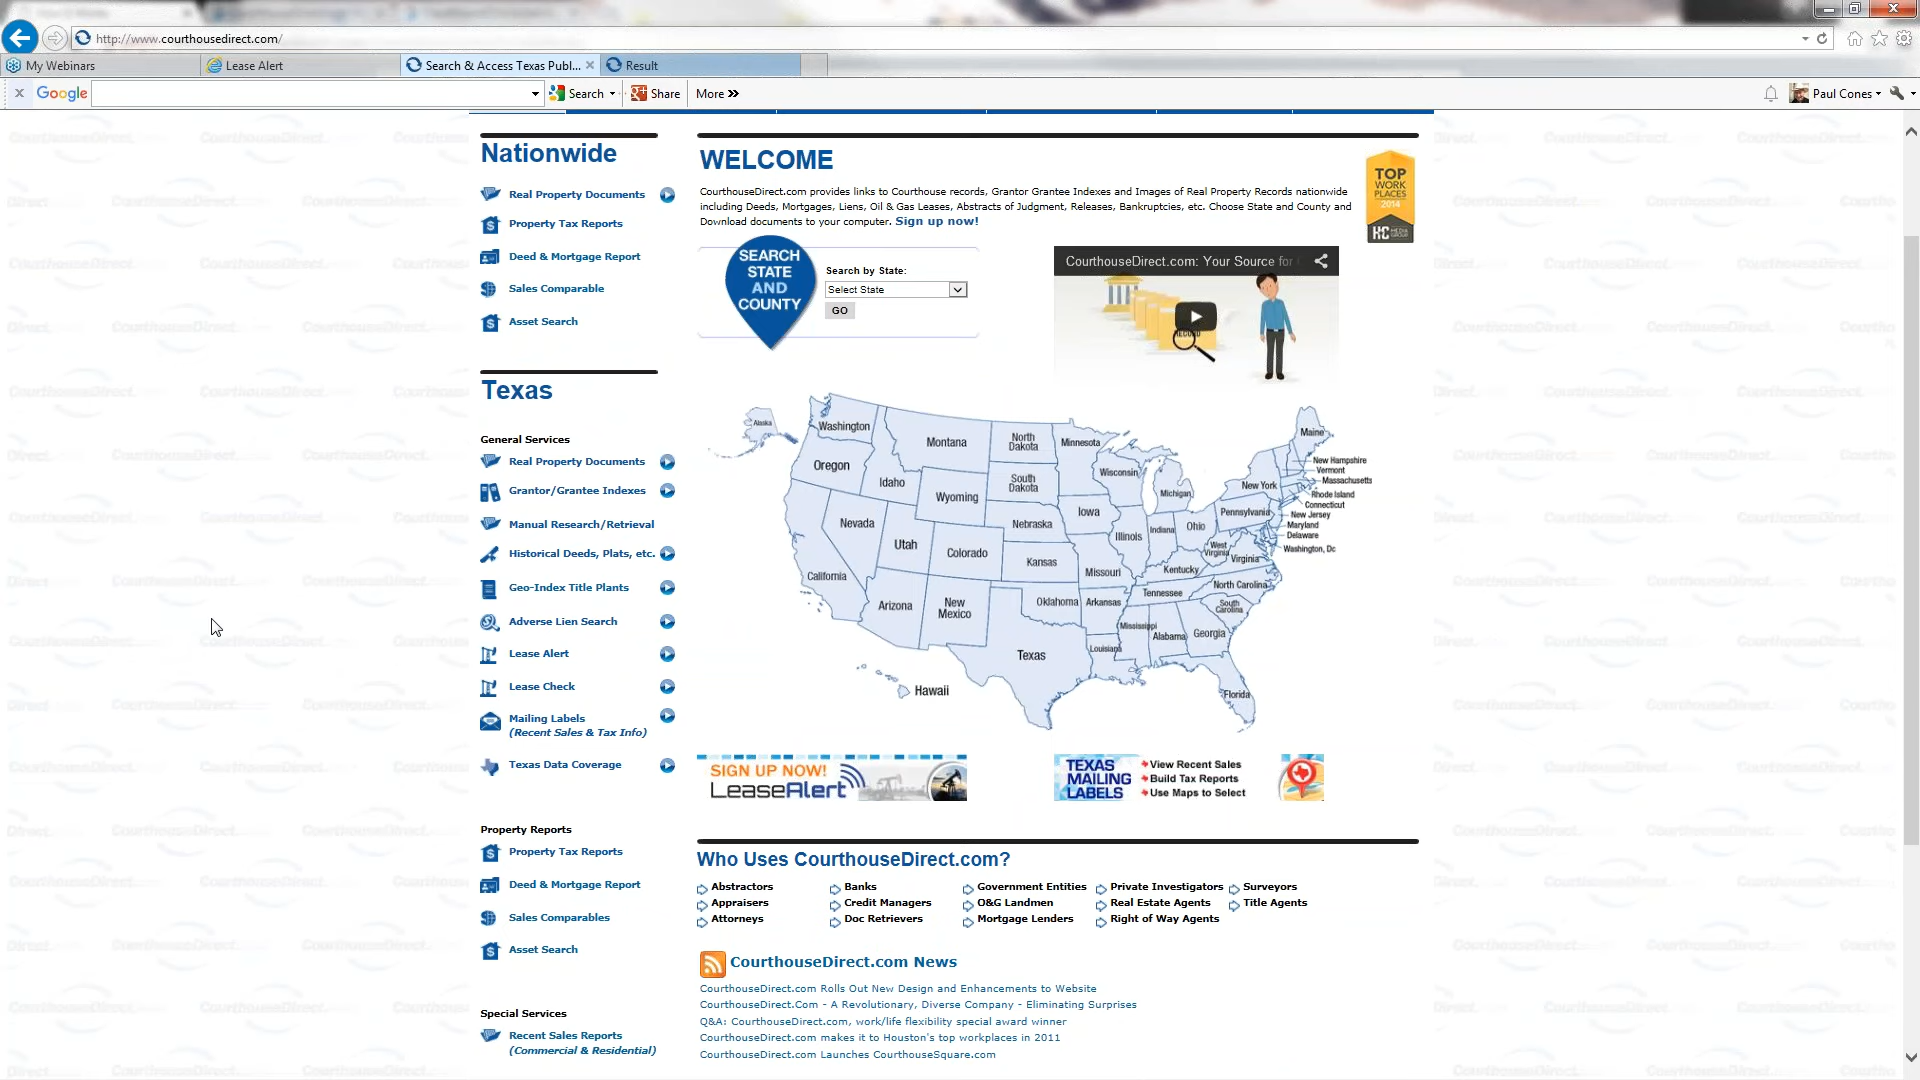 http://www.courthousedirect.com/
My Webinars
Lease Alert
Search & Access Texas Publ...
Result
Google
Search
Share
More »
Paul Cones
Nationwide
Real Property Documents
Property Tax Reports
Deed & Mortgage Report
Sales Comparable
Asset Search
Texas
General Services
Real Property Documents
Grantor/Grantee Indexes
Manual Research/Retrieval
Historical Deeds, Plats, etc.
Geo-Index Title Plants
Adverse Lien Search
Lease Alert
Lease Check
Mailing Labels
(Recent Sales & Tax Info)
Texas Data Coverage
Property Reports
Property Tax Reports
Deed & Mortgage Report
Sales Comparables
Asset Search
Special Services
Recent Sales Reports
(Commercial & Residential)
WELCOME
CourthouseDirect.com provides links to Courthouse records, Grantor Grantee Indexes and Images of Real Property Records nationwide
including Deeds, Mortgages, Liens, Oil & Gas Leases, Abstracts of Judgment, Releases, Bankruptcies, etc. Choose State and County and
Download documents to your computer. Sign up now!
TOP
WORK
PLACES
2014
SEARCH
STATE
AND
COUNTY
Search by State:
Select State
GO
CourthouseDirect.com: Your Source for
Alaska
Washington
Oregon
California
Idaho
Nevada
Montana
Wyoming
Utah
Arizona
Colorado
New
Mexico
North
Dakota
South
Dakota
Nebraska
Kansas
Oklahoma
Texas
Minnesota
Iowa
Missouri
Arkansas
Louisiana
Wisconsin
Illinois
Michigan
Indiana
Ohio
Kentucky
Tennessee
Mississippi
Alabama
Georgia
Florida
South
Carolina
North Carolina
Virginia
West
Virginia
Pennsylvania
New York
Maine
New Hampshire
Vermont
Massachusetts
Rhode Island
Connecticut
New Jersey
Maryland
Delaware
Washington, Dc
Hawaii
SIGN UP NOW!
LeaseAlert
TEXAS
MAILING
LABELS
View Recent Sales
Build Tax Reports
Use Maps to Select
Who Uses CourthouseDirect.com?
Abstractors
Appraisers
Attorneys
Banks
Credit Managers
Doc Retrievers
Government Entities
O&G Landmen
Mortgage Lenders
Private Investigators
Real Estate Agents
Right of Way Agents
Surveyors
Title Agents
CourthouseDirect.com News
CourthouseDirect.com Rolls Out New Design and Enhancements to Website
CourthouseDirect.Com - A Revolutionary, Diverse Company - Eliminating Surprises
Q&A: CourthouseDirect.com, work/life flexibility special award winner
CourthouseDirect.com makes it to Houston's top workplaces in 2011
CourthouseDirect.com Launches CourthouseSquare.com